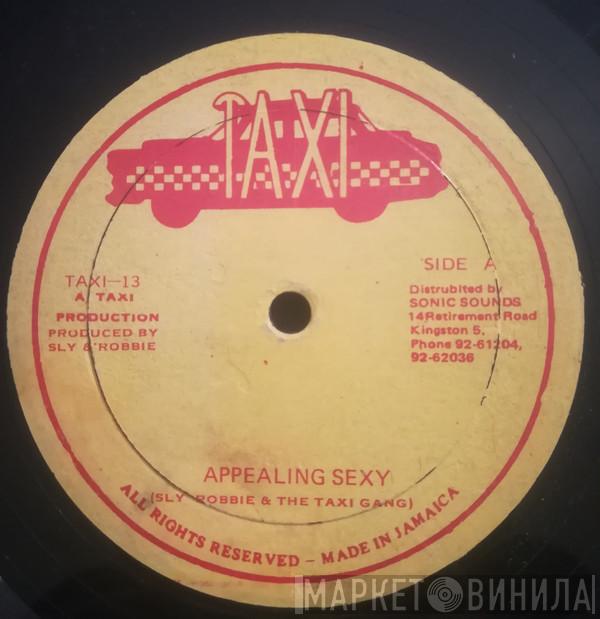 TAXI
TAXI—13
A TAXI
PRODUCTION
PRODUCED BY
SLY & ROBBIE
SIDE A
Distrubited by
SONIC SOUNDS
14Retirement Road
Kingston 5.
Phone 92-61204,
92-62036
APPEALING SEXY
(SLY ROBBIE & THE TAXI GANG)
ALL RIGHTS RESERVED – MADE IN JAMAICA
МАРКЕТ ВИНИЛА